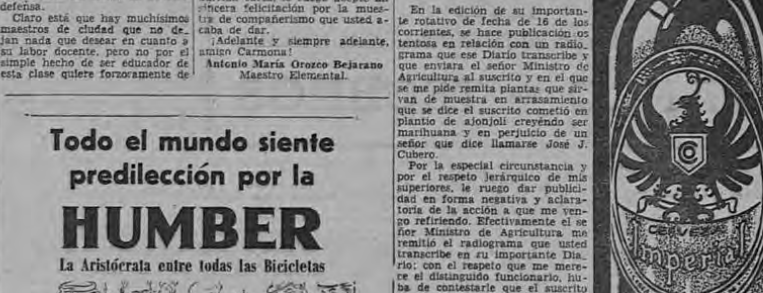 defensa.
Claro está que hay muchísimos
maestros de ciudad que no de_
jan nada que desear en cuanto a
su labor docente, pero no por el
simple hecho de ser educador de
esta clase quiere forzoramente de
sincera felicitación por la mues-
tra de compañerismo que usted a-
caba de dar.
¡Adelante y siempre adelante,
amigo Carmona!
Antonio María Orozco Bejarano
Maestro Elemental.
Todo el mundo siente
predilección por la
HUMBER
La Aristócrata entre todas las Bicicletas
En la edición de su importan-
te rotativo de fecha de 16 de los
corrientes, se hace publicación os
tentosa en relación con un radio_
grama que ese Diario transcribe y
que enviara el señor Ministro de
Agricultura al suscrito y en el que
se me pide remita plantas que sir-
van de muestra en arrasamiento
que se dice el suscrito cometió en
plantio de ajonjolí creyéndo ser
marihuana y en perjuicio de un
señor que dice llamarse José J.
Cubero.
Por la especial circunstancia y
por el respeto jerárquico de mis
superiores, le ruego dar publici-
dad en forma negativa y aclara-
toria de la acción a que me ven-
go refiriendo. Efectivamente el se
ñor Ministro de Agricultura me
remitió el radiograma que usted
transcribe en su importante Dia_
rio; con el respeto que me mere-
ce el distinguido funcionario, hu-
be de contestarle que el suscrito
CERVEZA
Imperial